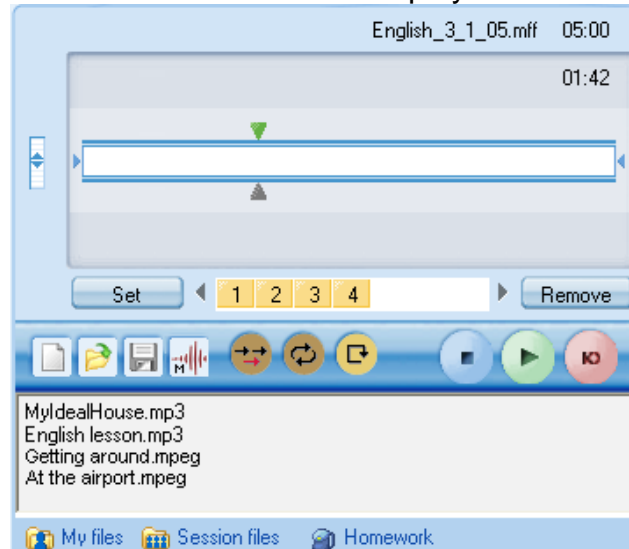 English_3_1_05.mff 05:00
01:42
Set 1 2 3 4 Remove
M
MyIdealHouse.mp3
English lesson.mp3
Getting around.mpeg
At the airport.mpeg
My files Session files Homework